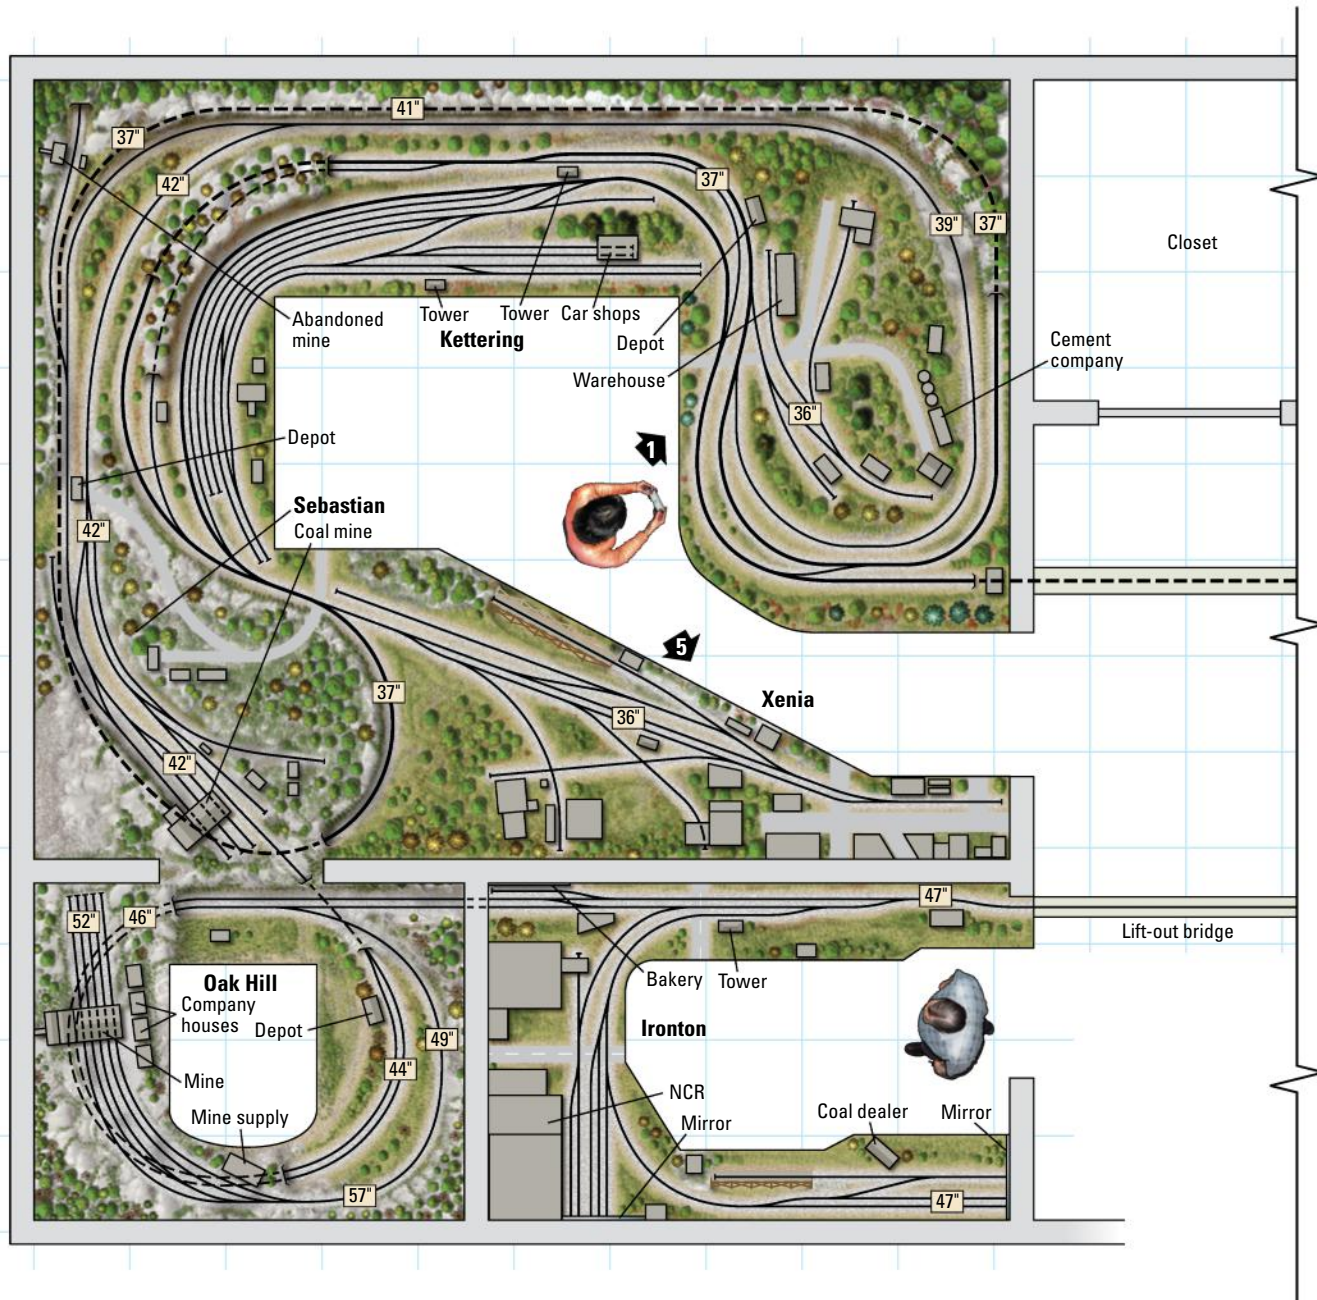 41"
37"
42"
37"
39"
37"
Closet
Abandoned
mine
Tower
Tower
Car shops
Kettering
Depot
Warehouse
Cement
company
36"
Depot
1
Sebastian
Coal mine
42"
5
37"
Xenia
36"
42"
52"
46"
47"
Lift-out bridge
Oak Hill
Company
houses
Depot
Bakery
Tower
Ironton
49"
44"
Mine
NCR
Mine supply
Mirror
Coal dealer
Mirror
57"
47"